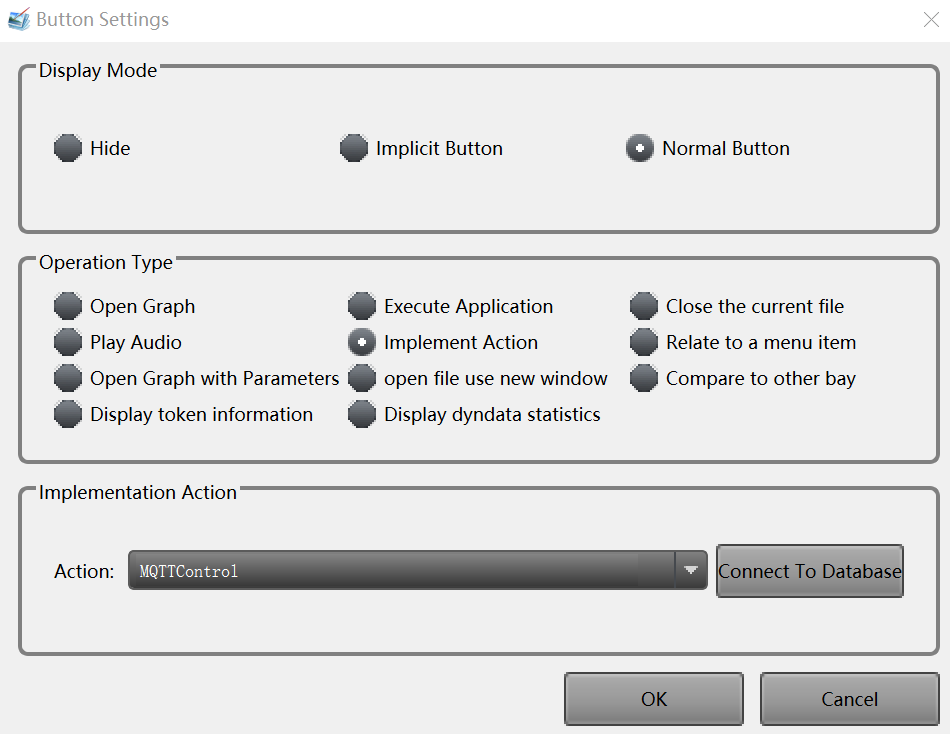 Button Settings
Display Mode
Hide
Implicit Button
Normal Button
Operation Type
Open Graph
Execute Application
Close the current file
Play Audio
Implement Action
Relate to a menu item
Open Graph with Parameters
open file use new window
Compare to other bay
Display token information
Display dyndata statistics
Implementation Action
Action:
MQTTControl
Connect To Database
OK
Cancel